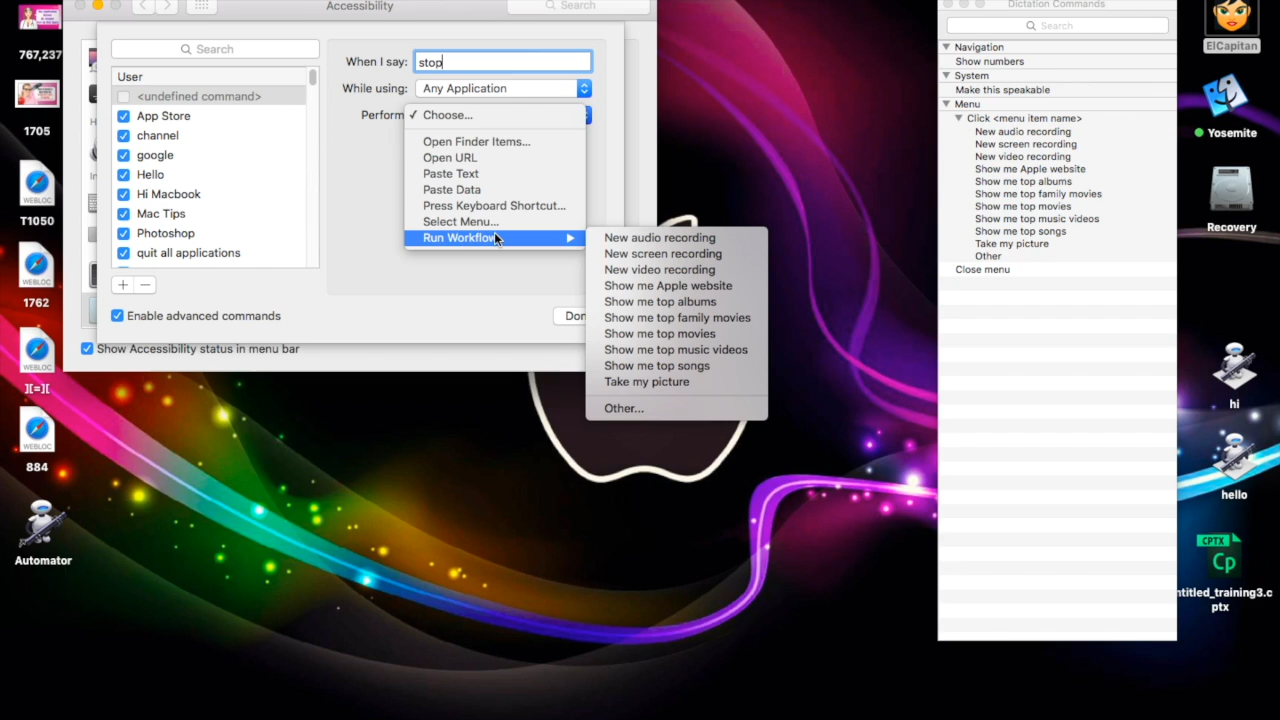 767,237
1705
WEBLOC
T1050
WEBLOC
1762
WEBLOC
][=][
WEBLOC
884
Automator
Accessibility
Search
Search
User
<undefined command>
App Store
channel
google
Hello
Hi Macbook
Mac Tips
Photoshop
quit all applications
+
−
Enable advanced commands
Show Accessibility status in menu bar
When I say:
stop
While using:
Any Application
Perform
✓ Choose...
Open Finder Items...
Open URL
Paste Text
Paste Data
Press Keyboard Shortcut...
Select Menu...
Run Workflow
Don
New audio recording
New screen recording
New video recording
Show me Apple website
Show me top albums
Show me top family movies
Show me top movies
Show me top music videos
Show me top songs
Take my picture
Other...
Dictation Commands
Search
Navigation
Show numbers
System
Make this speakable
Menu
Click <menu item name>
New audio recording
New screen recording
New video recording
Show me Apple website
Show me top albums
Show me top family movies
Show me top movies
Show me top music videos
Show me top songs
Take my picture
Other
Close menu
ElCapitan
Yosemite
Recovery
hi
hello
CPTX
Cp
ntitled_training3.c
ptx